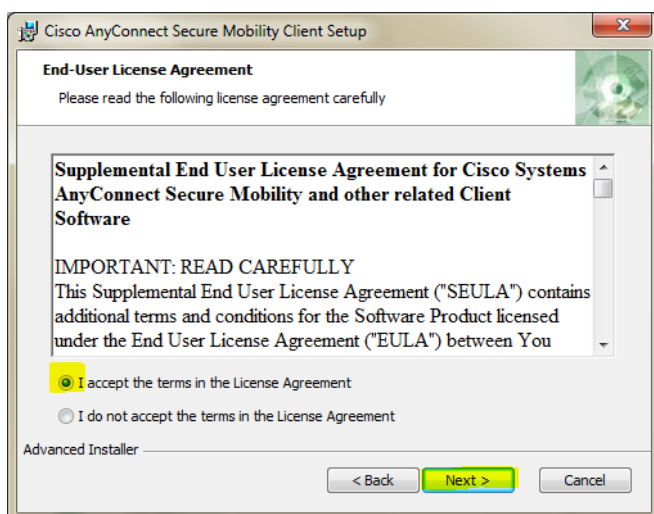 Cisco AnyConnect Secure Mobility Client Setup
End-User License Agreement
Please read the following license agreement carefully
Supplemental End User License Agreement for Cisco Systems
AnyConnect Secure Mobility and other related Client
Software
IMPORTANT: READ CAREFULLY
This Supplemental End User License Agreement ("SEULA") contains
additional terms and conditions for the Software Product licensed
under the End User License Agreement ("EULA") between You
I accept the terms in the License Agreement
I do not accept the terms in the License Agreement
Advanced Installer
< Back Next > Cancel